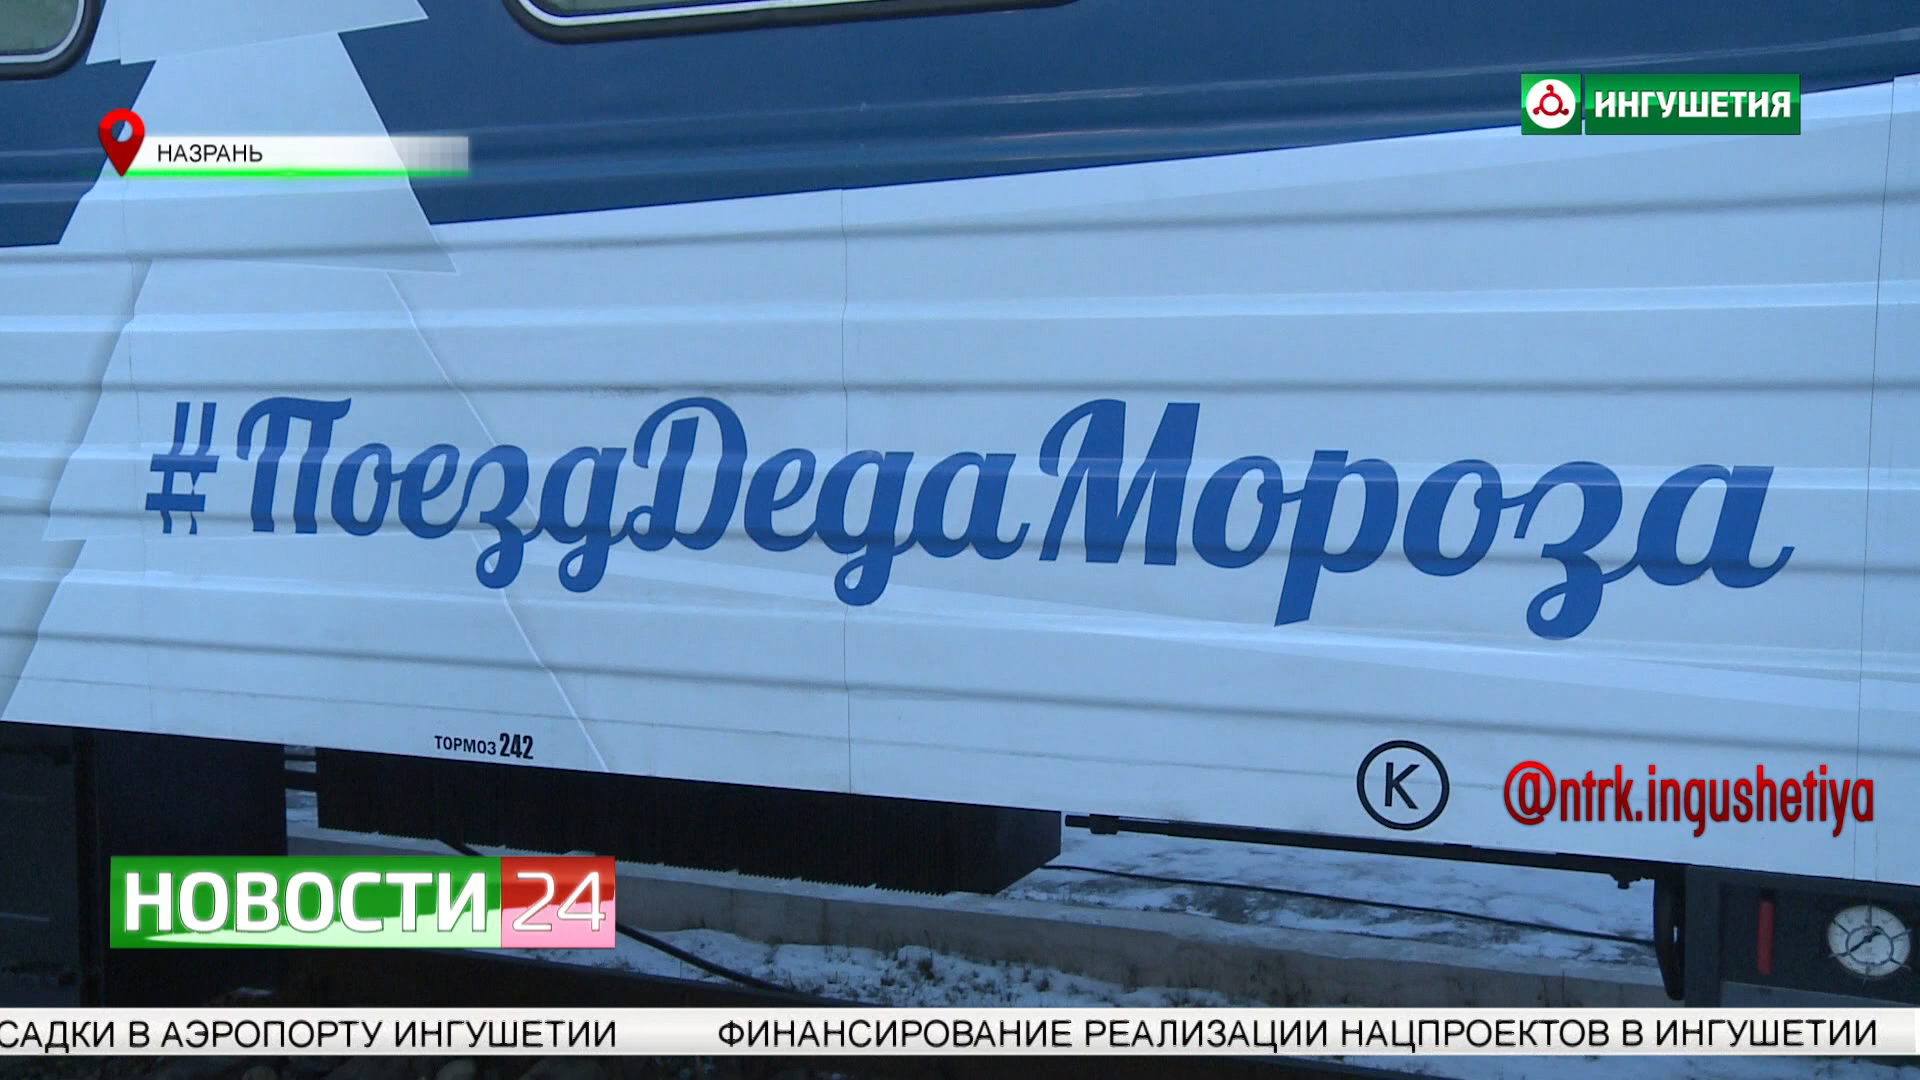 ИНГУШЕТИЯ
НАЗРАНЬ
#ПоездДедаМороза
ТОРМОЗ 242
К
@ntrk.ingushetiya
НОВОСТИ 24
САДКИ В АЭРОПОРТУ ИНГУШЕТИИ ФИНАНСИРОВАНИЕ РЕАЛИЗАЦИИ НАЦПРОЕКТОВ В ИНГУШЕТИИ